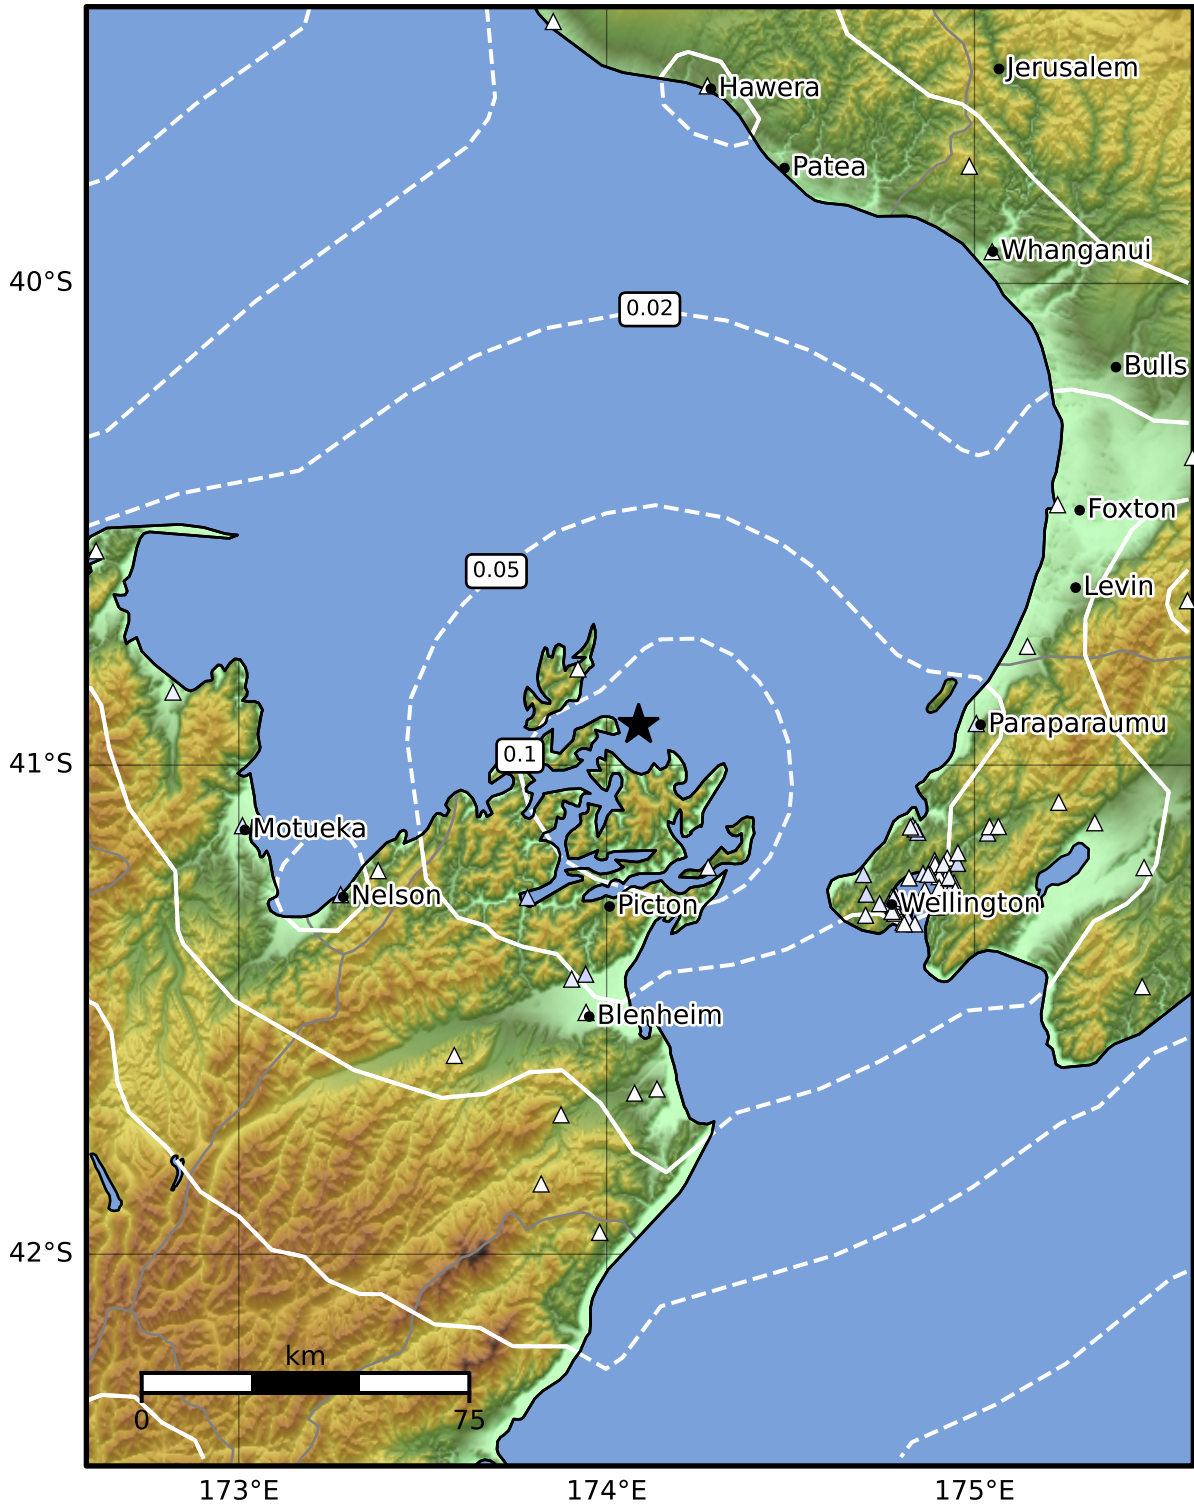 Jerusalem
Hawera
Patea
Whanganui
40°S
0.02
Bulls
Foxton
0.05
Levin
Paraparaumu
0.1
41°S
Motueka
Nelson
Picton
Wellington
Blenheim
42°S
km
0 75
173°E 174°E 175°E